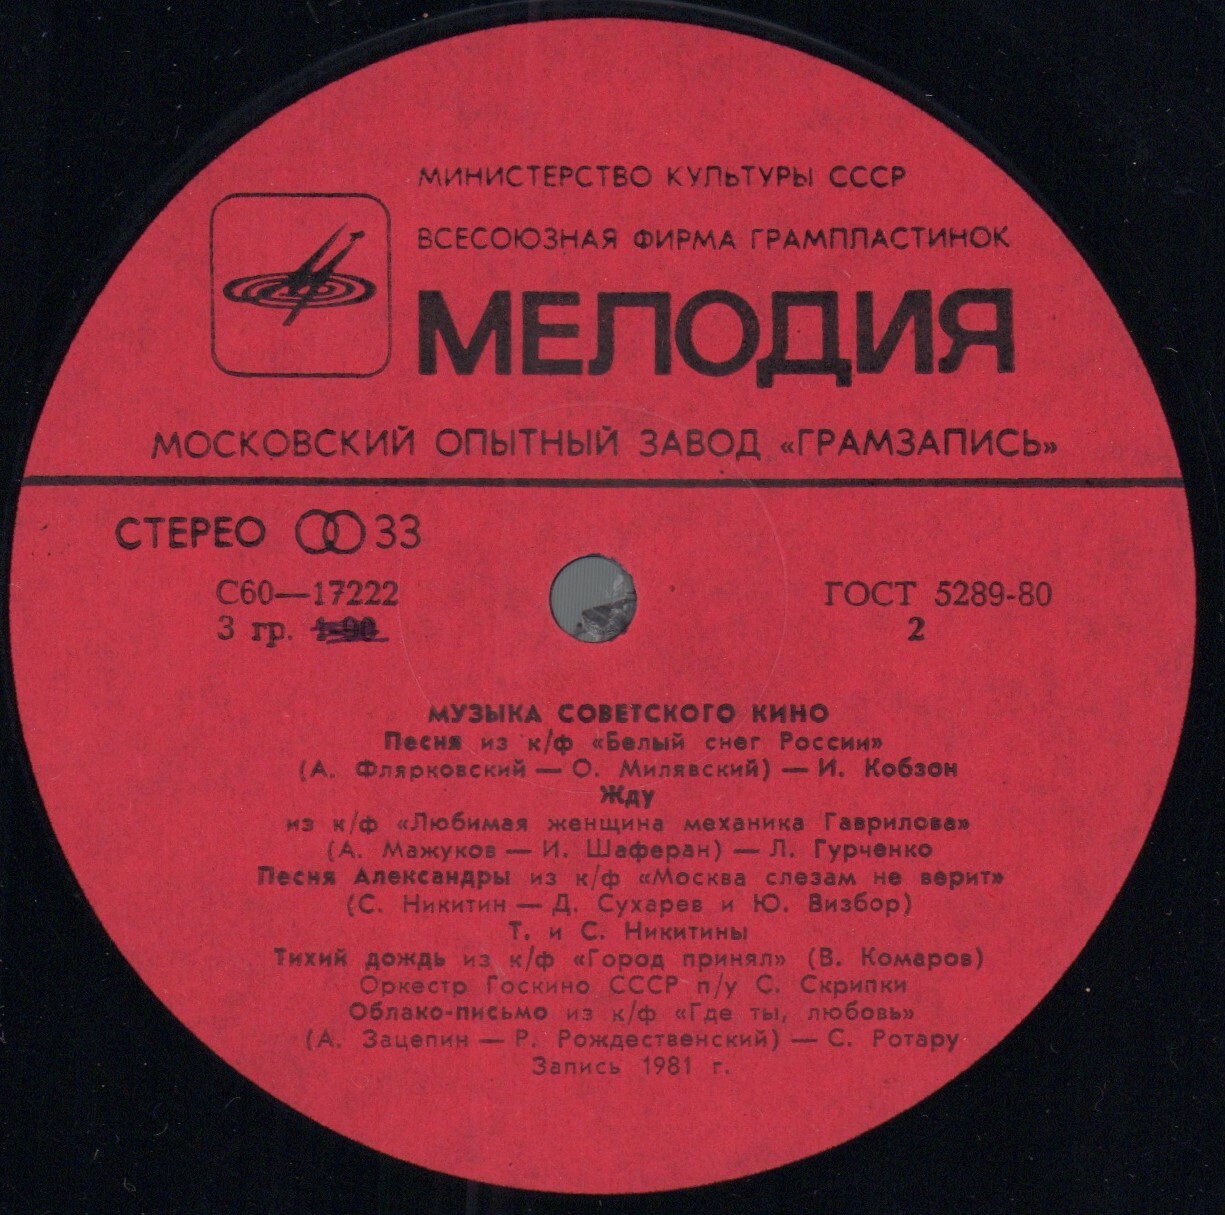 МИНИСТЕРСТВО КУЛЬТУРЫ СССР
ВСЕСОЮЗНАЯ ФИРМА ГРАМПЛАСТИНОК
МЕЛОДИЯ
МОСКОВСКИЙ ОПЫТНЫЙ ЗАВОД «ГРАМЗАПИСЬ»
СТЕРЕО 33
С60—17222
3 гр.
ГОСТ 5289-80
2
МУЗЫКА СОВЕТСКОГО КИНО
Песня из к/ф «Белый снег России»
(А. Флярковский — О. Милявский) — И. Кобзон
Жду
из к/ф «Любимая женщина механика Гаврилова»
(А. Мажуков — И. Шаферан) — Л. Гурченко
Песня Александры из к/ф «Москва слезам не верит»
(С. Никитин — Д. Сухарев и Ю. Визбор)
Т. и С. Никитины
Тихий дождь из к/ф «Город принял» (В. Комаров)
Оркестр Госкино СССР п/у С. Скрипки
Облако-письмо из к/ф «Где ты, любовь»
(А. Зацепин — Р. Рождественский) — С. Ротару
Запись 1981 г.